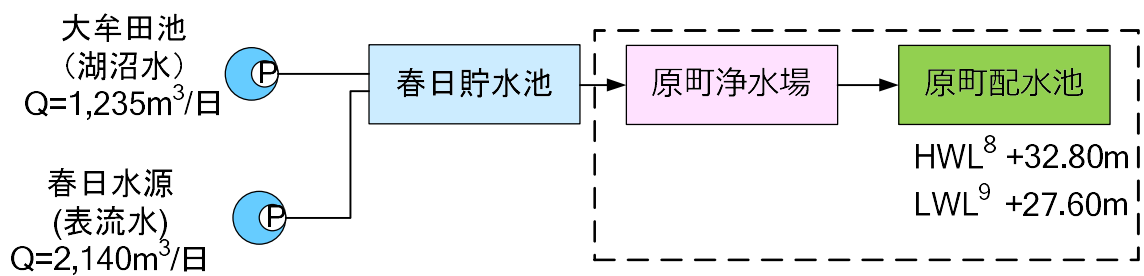 大牟田池
（湖沼水）
Q=1,235m³/日
P
春日水源
(表流水)
Q=2,140m³/日
P
春日貯水池
原町浄水場
原町配水池
HWL⁸ +32.80m
LWL⁹ +27.60m